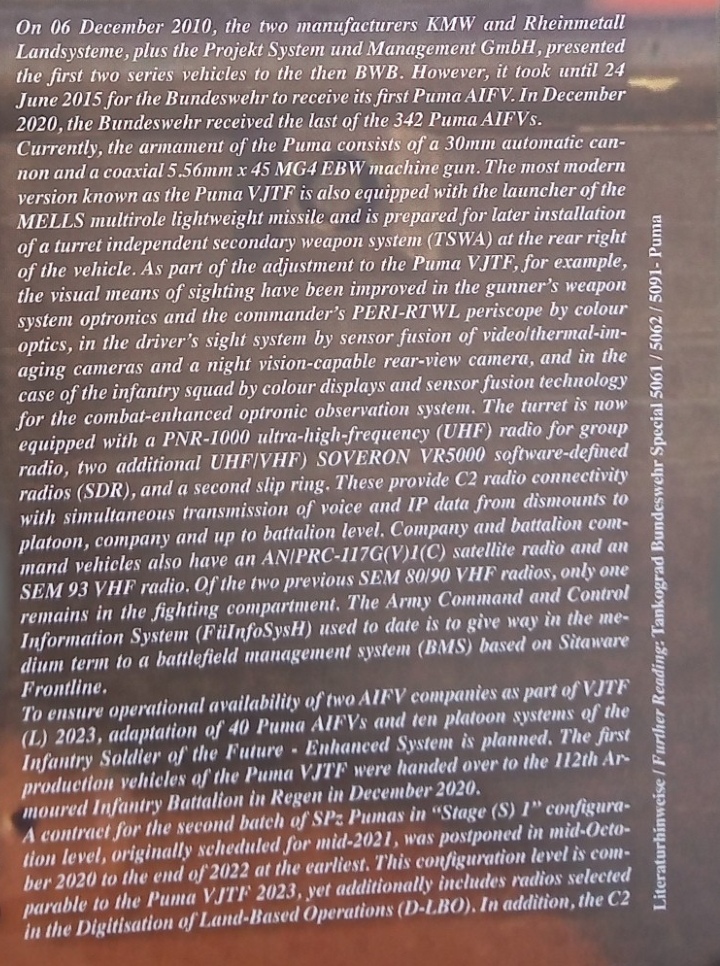 On 06 December 2010, the two manufacturers KMW and Rheinmetall
Landsysteme, plus the Projekt System und Management GmbH, presented
the first two series vehicles to the then BWB. However, it took until 24
June 2015 for the Bundeswehr to receive its first Puma AIFV. In December
2020, the Bundeswehr received the last of the 342 Puma AIFVs.
Currently, the armament of the Puma consists of a 30mm automatic can-
non and a coaxial 5.56mm x 45 MG4 EBW machine gun. The most modern
version known as the Puma VJTF is also equipped with the launcher of the
MELLS multirole lightweight missile and is prepared for later installation
of a turret independent secondary weapon system (TSWA) at the rear right
of the vehicle. As part of the adjustment to the Puma VJTF, for example,
the visual means of sighting have been improved in the gunner's weapon
system optronics and the commander's PERI-RTWL periscope by colour
optics, in the driver's sight system by sensor fusion of video/thermal-im-
aging cameras and a night vision-capable rear-view camera, and in the
case of the infantry squad by colour displays and sensor fusion technology
for the combat-enhanced optronic observation system. The turret is now
equipped with a PNR-1000 ultra-high-frequency (UHF) radio for group
radio, two additional UHF/VHF) SOVERON VR5000 software-defined
radios (SDR), and a second slip ring. These provide C2 radio connectivity
with simultaneous transmission of voice and IP data from dismounts to
platoon, company and up to battalion level. Company and battalion com-
mand vehicles also have an AN/PRC-117G(V)1(C) satellite radio and an
SEM 93 VHF radio. Of the two previous SEM 80/90 VHF radios, only one
remains in the fighting compartment. The Army Command and Control
Information System (FüInfoSysH) used to date is to give way in the me-
dium term to a battlefield management system (BMS) based on Sitaware
Frontline.
To ensure operational availability of two AIFV companies as part of VJTF
(L) 2023, adaptation of 40 Puma AIFVs and ten platoon systems of the
Infantry Soldier of the Future - Enhanced System is planned. The first
production vehicles of the Puma VJTF were handed over to the 112th Ar-
moured Infantry Battalion in Regen in December 2020.
A contract for the second batch of SPz Pumas in "Stage (S) 1" configura-
tion level, originally scheduled for mid-2021, was postponed in mid-Octo-
ber 2020 to the end of 2022 at the earliest. This configuration level is com-
parable to the Puma VJTF 2023, yet additionally includes radios selected
in the Digitisation of Land-Based Operations (D-LBO). In addition, the C2
Literaturhinweise / Further Reading: Tankograd Bundeswehr Special 5061 / 5062 / 5091- Puma